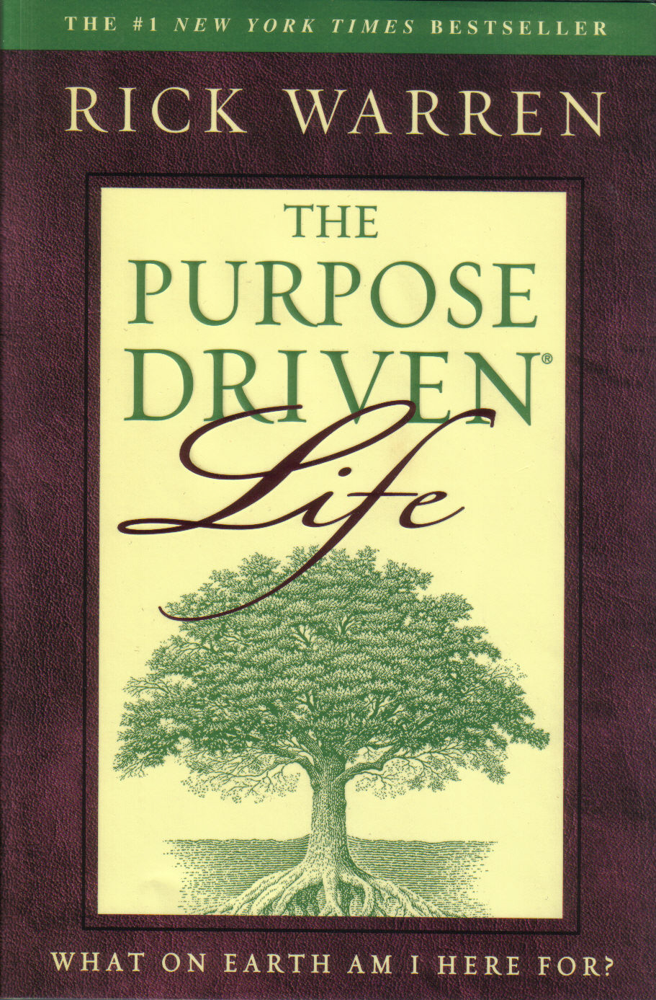 THE #1 NEW YORK TIMES BESTSELLER
RICK WARREN
THE
PURPOSE
DRIVEN®
Life
WHAT ON EARTH AM I HERE FOR?